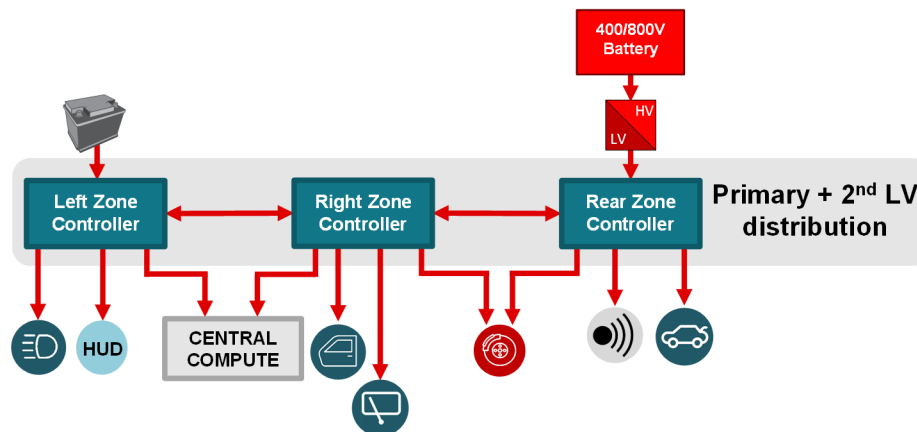 400/800V
Battery
HV
LV
Left Zone
Controller
Right Zone
Controller
Rear Zone
Controller
Primary + 2nd LV
distribution
HUD
CENTRAL
COMPUTE